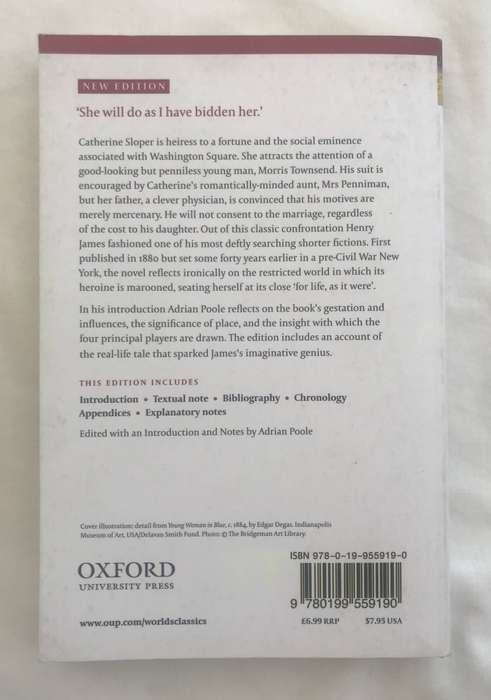 NEW EDITION
'She will do as I have bidden her.'
Catherine Sloper is heiress to a fortune and the social eminence
associated with Washington Square. She attracts the attention of a
good-looking but penniless young man, Morris Townsend. His suit is
encouraged by Catherine's romantically-minded aunt, Mrs Penniman,
but her father, a clever physician, is convinced that his motives are
merely mercenary. He will not consent to the marriage, regardless
of the cost to his daughter. Out of this classic confrontation Henry
James fashioned one of his most deftly searching shorter fictions. First
published in 1880 but set some forty years earlier in a pre-Civil War New
York, the novel reflects ironically on the restricted world in which its
heroine is marooned, seating herself at its close 'for life, as it were'.
In his introduction Adrian Poole reflects on the book's gestation and
influences, the significance of place, and the insight with which the
four principal players are drawn. The edition includes an account of
the real-life tale that sparked James's imaginative genius.
THIS EDITION INCLUDES
Introduction • Textual note • Bibliography • Chronology
Appendices • Explanatory notes
Edited with an Introduction and Notes by Adrian Poole
Cover illustration: detail from Young Woman in Blue, c. 1884, by Edgar Degas. Indianapolis
Museum of Art, USA/Delavan Smith Fund. Photo: © The Bridgeman Art Library.
ISBN 978-0-19-955919-0
OXFORD
UNIVERSITY PRESS
9 780199 559190
www.oup.com/worldsclassics
£6.99 RRP $7.95 USA